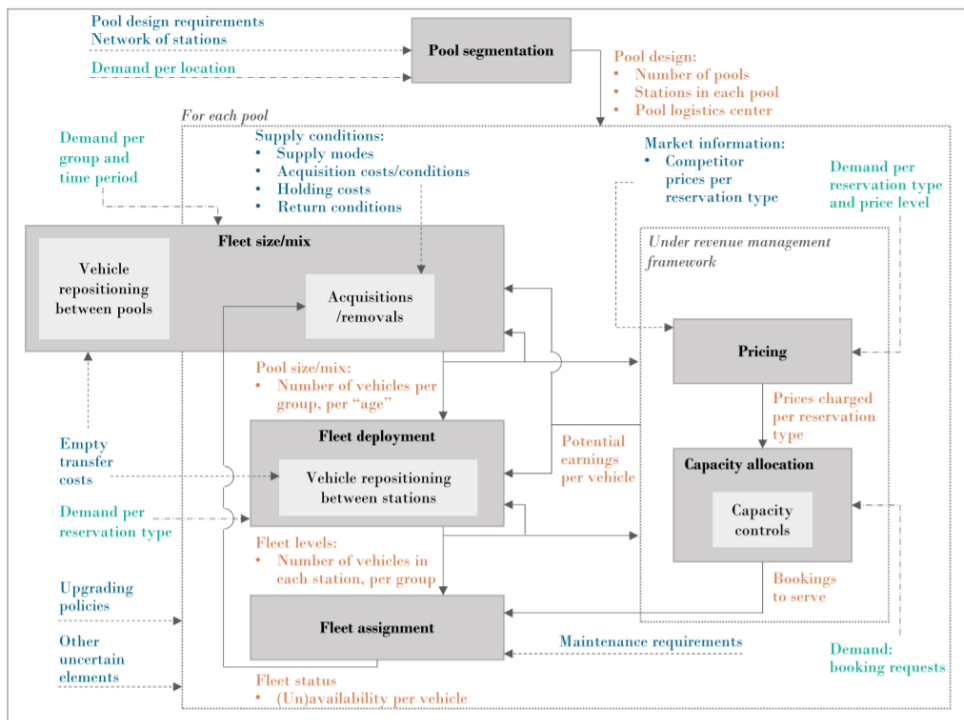 Pool design requirements
Network of stations
Demand per location
Pool segmentation
Pool design:
• Number of pools
• Stations in each pool
• Pool logistics center
For each pool
Demand per
group and
time period
Supply conditions:
• Supply modes
• Acquisition costs/conditions
• Holding costs
• Return conditions
Market information:
• Competitor
prices per
reservation type
Demand per
reservation type
and price level
Fleet size/mix
Vehicle
repositioning
between pools
Acquisitions
/removals
Under revenue management
framework
Pricing
Pool size/mix:
• Number of vehicles per
group, per “age”
Prices charged
per reservation
type
Fleet deployment
Vehicle repositioning
between stations
Empty
transfer
costs
Potential
earnings
per vehicle
Capacity allocation
Capacity
controls
Demand per
reservation type
Fleet levels:
• Number of vehicles in
each station, per group
Bookings
to serve
Upgrading
policies
Fleet assignment
Other
uncertain
elements
Maintenance requirements
Demand:
booking requests
Fleet status
• (Un)availability per vehicle